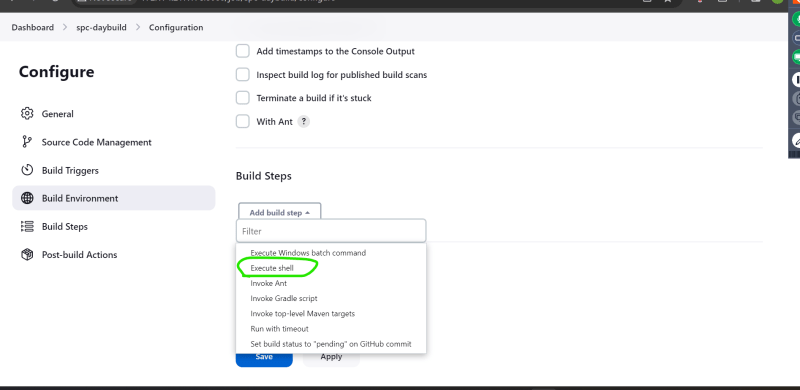 Dashboard > spc-daybuild > Configuration
Configure
General
Source Code Management
Build Triggers
Build Environment
Build Steps
Post-build Actions
Add timestamps to the Console Output
Inspect build log for published build scans
Terminate a build if it's stuck
With Ant ?
Build Steps
Add build step
Filter
Execute Windows batch command
Execute shell
Invoke Ant
Invoke Gradle script
Invoke top-level Maven targets
Run with timeout
Set build status to "pending" on GitHub commit
Save
Apply